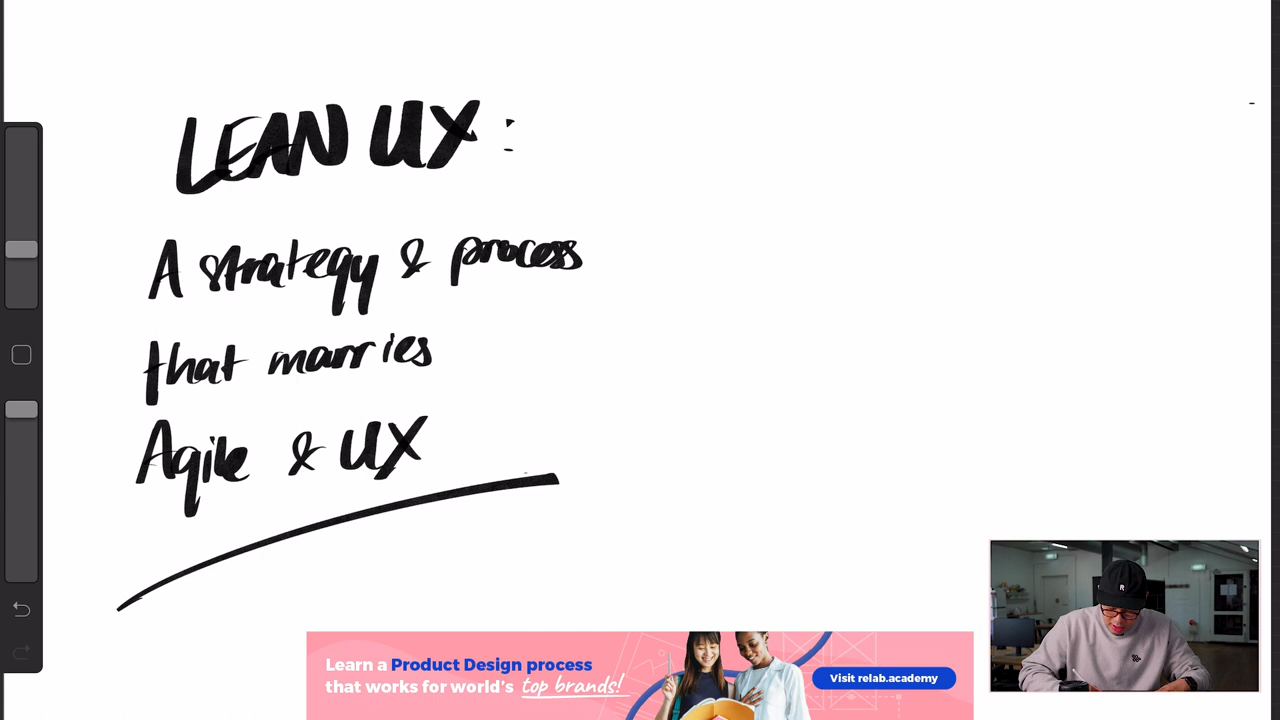 LEAN UX:
A strategy & process
that marries
Agile & UX
Learn a Product Design process
that works for world's top brands!
Visit relab.academy
R